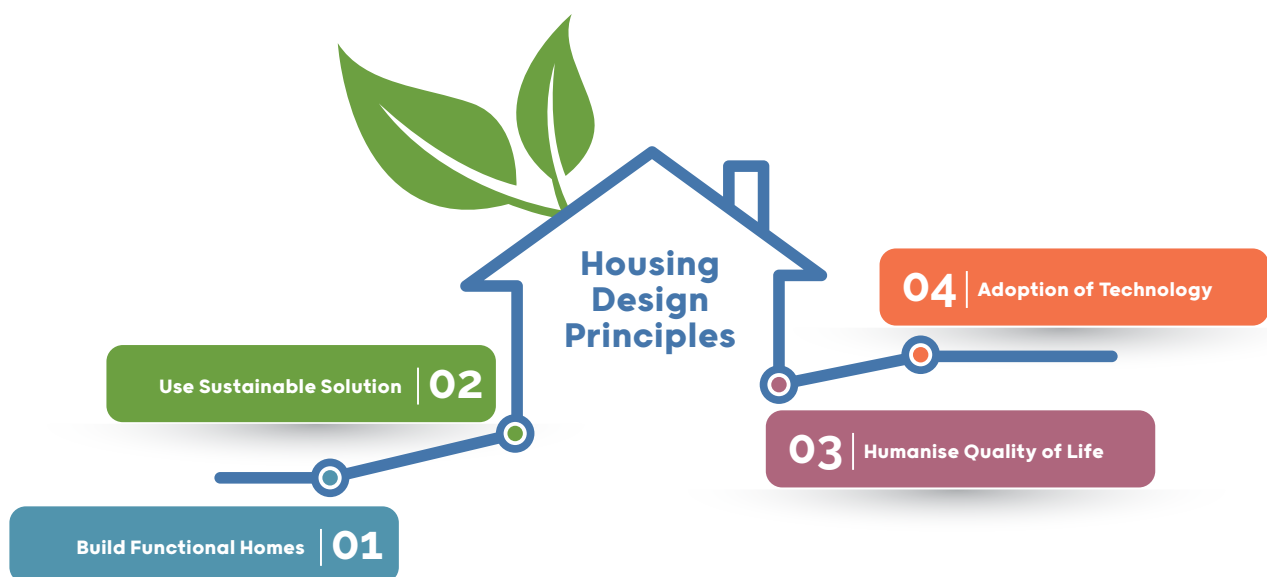 Housing
Design
Principles
Build Functional Homes 01
Use Sustainable Solution 02
03 Humanise Quality of Life
04 Adoption of Technology